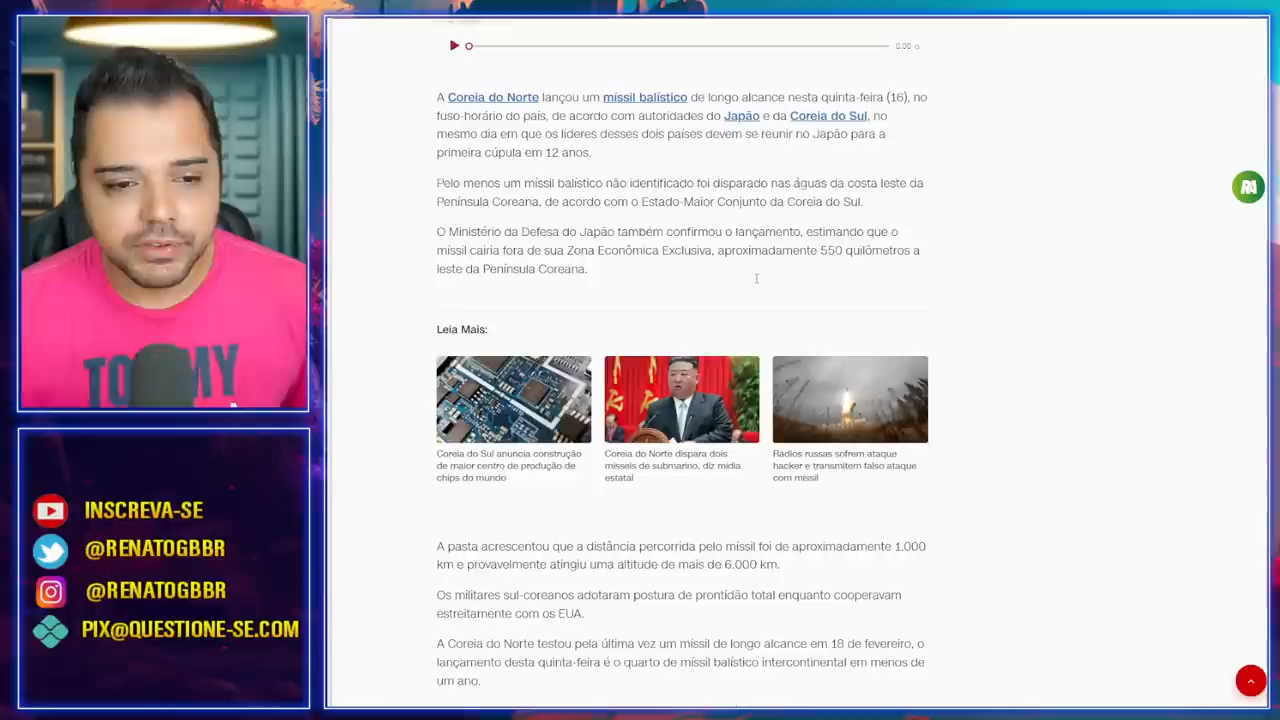 0:00
A Coreia do Norte lançou um míssil balístico de longo alcance nesta quinta-feira (16), no
fuso-horário do país, de acordo com autoridades do Japão e da Coreia do Sul, no
mesmo dia em que os líderes desses dois países devem se reunir no Japão para a
primeira cúpula em 12 anos.
Pelo menos um míssil balístico não identificado foi disparado nas águas da costa leste da
Península Coreana, de acordo com o Estado-Maior Conjunto da Coreia do Sul.
O Ministério da Defesa do Japão também confirmou o lançamento, estimando que o
míssil cairia fora de sua Zona Econômica Exclusiva, aproximadamente 550 quilômetros a
leste da Península Coreana.
Leia Mais:
Coreia do Sul anuncia construção
de maior centro de produção de
chips do mundo
Coreia do Norte dispara dois
mísseis de submarino, diz mídia
estatal
Rádios russas sofrem ataque
hacker e transmitem falso ataque
com míssil
A pasta acrescentou que a distância percorrida pelo míssil foi de aproximadamente 1.000
km e provavelmente atingiu uma altitude de mais de 6.000 km.
Os militares sul-coreanos adotaram postura de prontidão total enquanto cooperavam
estreitamente com os EUA.
A Coreia do Norte testou pela última vez um míssil de longo alcance em 18 de fevereiro, o
lançamento desta quinta-feira é o quarto de míssil balístico intercontinental em menos de
um ano.
TOMMY
INSCREVA-SE
@RENATOGBBR
@RENATOGBBR
PIX@QUESTIONE-SE.COM